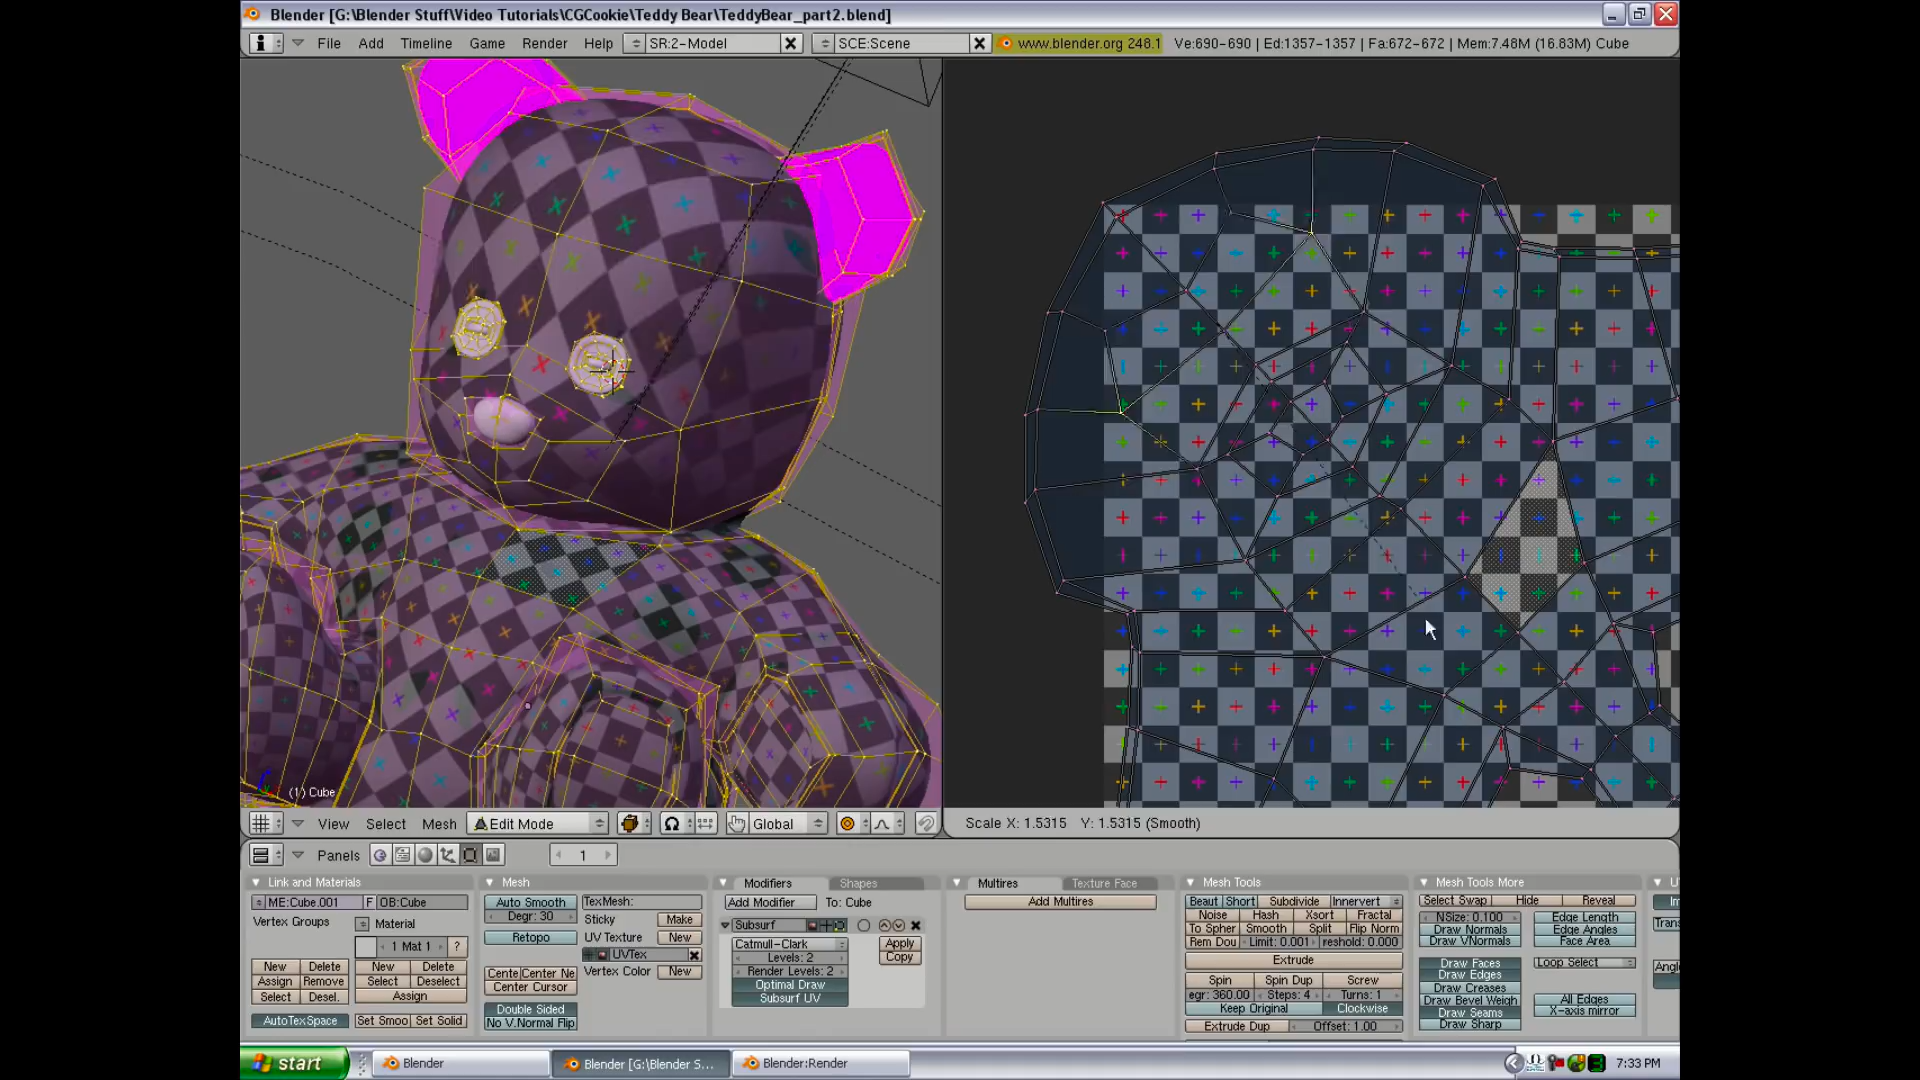 Blender [G:\Blender Stuff\Video Tutorials\CGCookie\Teddy Bear\TeddyBear_part2.blend]
File Add Timeline Game Render Help SR:2-Model SCE:Scene www.blender.org 248.1 Ve:690-690 | Ed:1357-1357 | Fa:672-672 | Mem:7.48M (16.83M) Cube
(1) Cube
View Select Mesh Edit Mode Global Scale X: 1.5315 Y: 1.5315 (Smooth)
Panels 1
Link and Materials
ME:Cube.001 F OB:Cube
Vertex Groups Material
1 Mat 1 ?
New Delete New Delete
Assign Remove Select Deselect
Select Desel. Assign
AutoTexSpace Set Smoo Set Solid
Mesh
Auto Smooth TexMesh:
Degr: 30 Sticky Make
Retopo UV Texture New
UVTex
Cente Center Ne Vertex Color New
Center Cursor
Double Sided
No V.Normal Flip
Modifiers Shapes
Add Modifier To: Cube
Subsurf
Catmull-Clark Apply
Levels: 2 Copy
Render Levels: 2
Optimal Draw
Subsurf UV
Multires Texture Face
Add Multires
Mesh Tools
Beaut Short Subdivide Innervert
Noise Hash Xsort Fractal
To Spher Smooth Split Flip Norm
Rem Dou Limit: 0.001 reshold: 0.000
Extrude
Spin Spin Dup Screw
egr: 360.00 Steps: 4 Turns: 1
Keep Original Clockwise
Extrude Dup Offset: 1.00
Mesh Tools More
Select Swap Hide Reveal
NSize: 0.100 Edge Length
Draw Normals Edge Angles
Draw VNormals Face Area
Draw Faces Loop Select
Draw Edges
Draw Creases
Draw Bevel Weigh All Edges
Draw Seams X-axis mirror
Draw Sharp
Trans
Angle
start Blender Blender [G:\Blender S... Blender:Render 7:33 PM